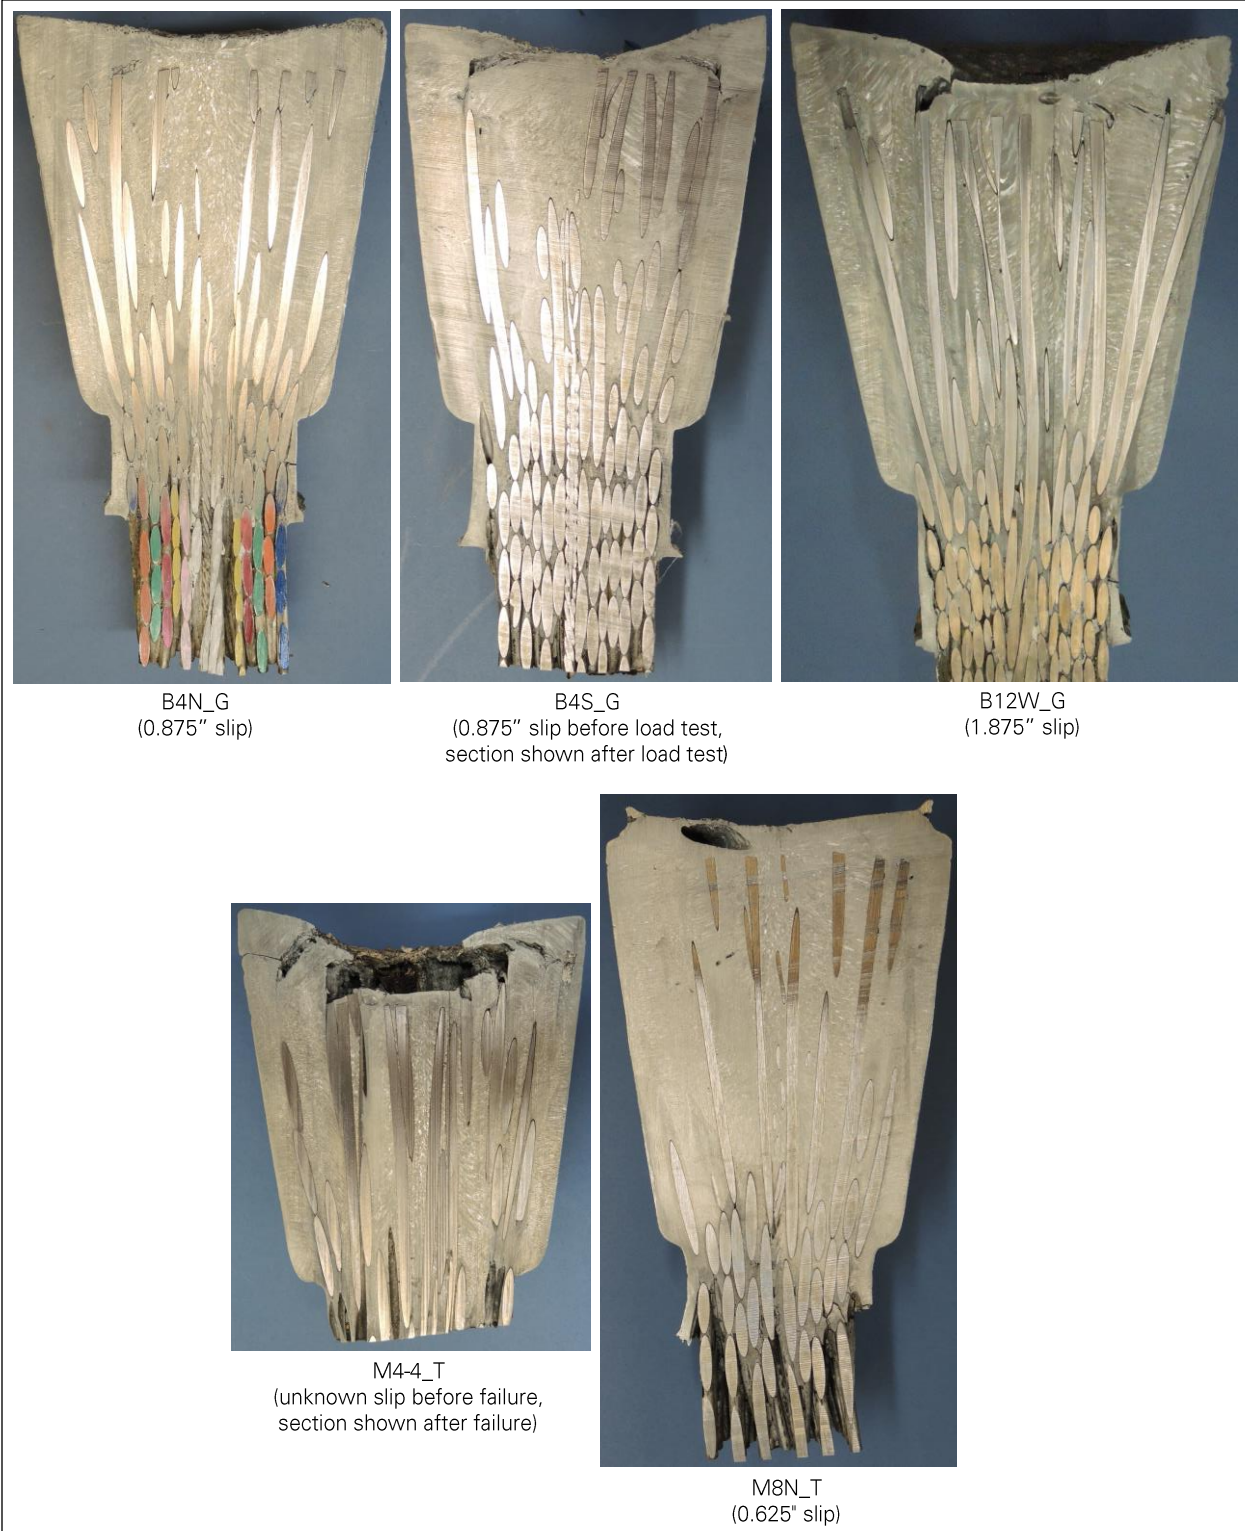 B4N_G
(0.875” slip)
B4S_G
(0.875” slip before load test,
section shown after load test)
B12W_G
(1.875” slip)
M4-4_T
(unknown slip before failure,
section shown after failure)
M8N_T
(0.625" slip)